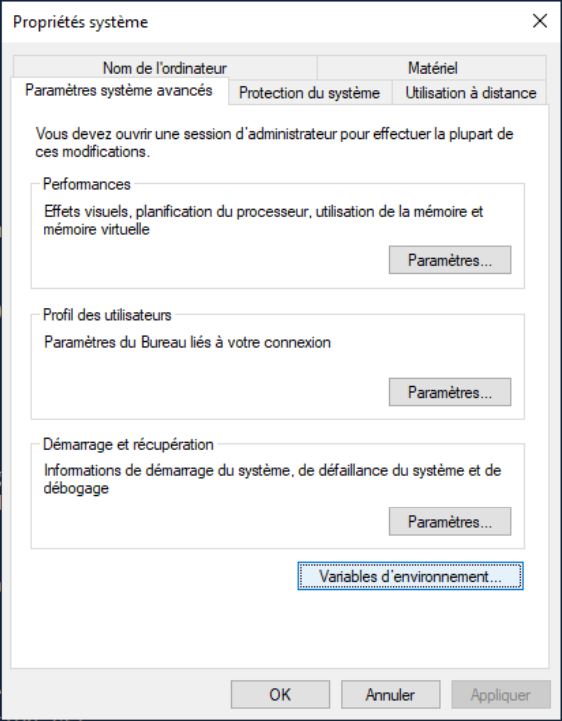 Propriétés système
Nom de l'ordinateur
Matériel
Paramètres système avancés
Protection du système
Utilisation à distance
Vous devez ouvrir une session d'administrateur pour effectuer la plupart de
ces modifications.
Performances
Effets visuels, planification du processeur, utilisation de la mémoire et
mémoire virtuelle
Paramètres...
Profil des utilisateurs
Paramètres du Bureau liés à votre connexion
Paramètres...
Démarrage et récupération
Informations de démarrage du système, de défaillance du système et de
débogage
Paramètres...
Variables d'environnement...
OK
Annuler
Appliquer